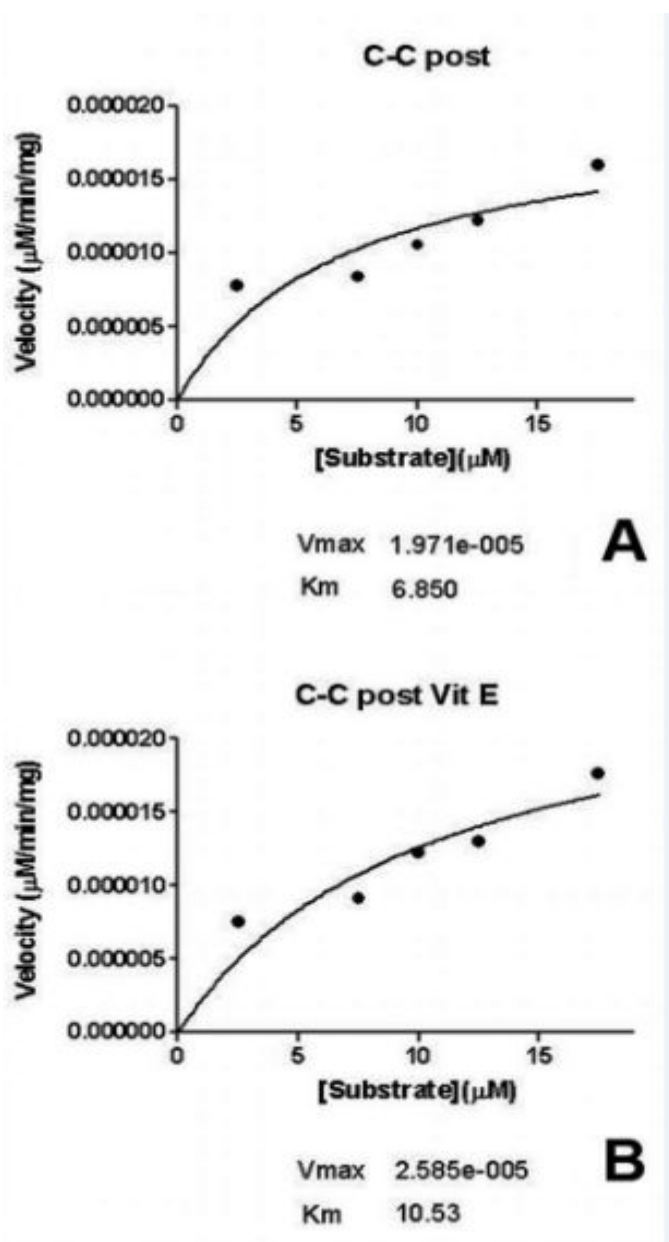 C-C post
0.000020
0.000015
0.000010
0.000005
0.000000
Velocity (μM/min/mg)
0 5 10 15
[Substrate](μM)
Vmax 1.971e-005
Km 6.850
A
C-C post Vit E
0.000020
0.000015
0.000010
0.000005
0.000000
Velocity (μM/min/mg)
0 5 10 15
[Substrate](μM)
Vmax 2.585e-005
Km 10.53
B